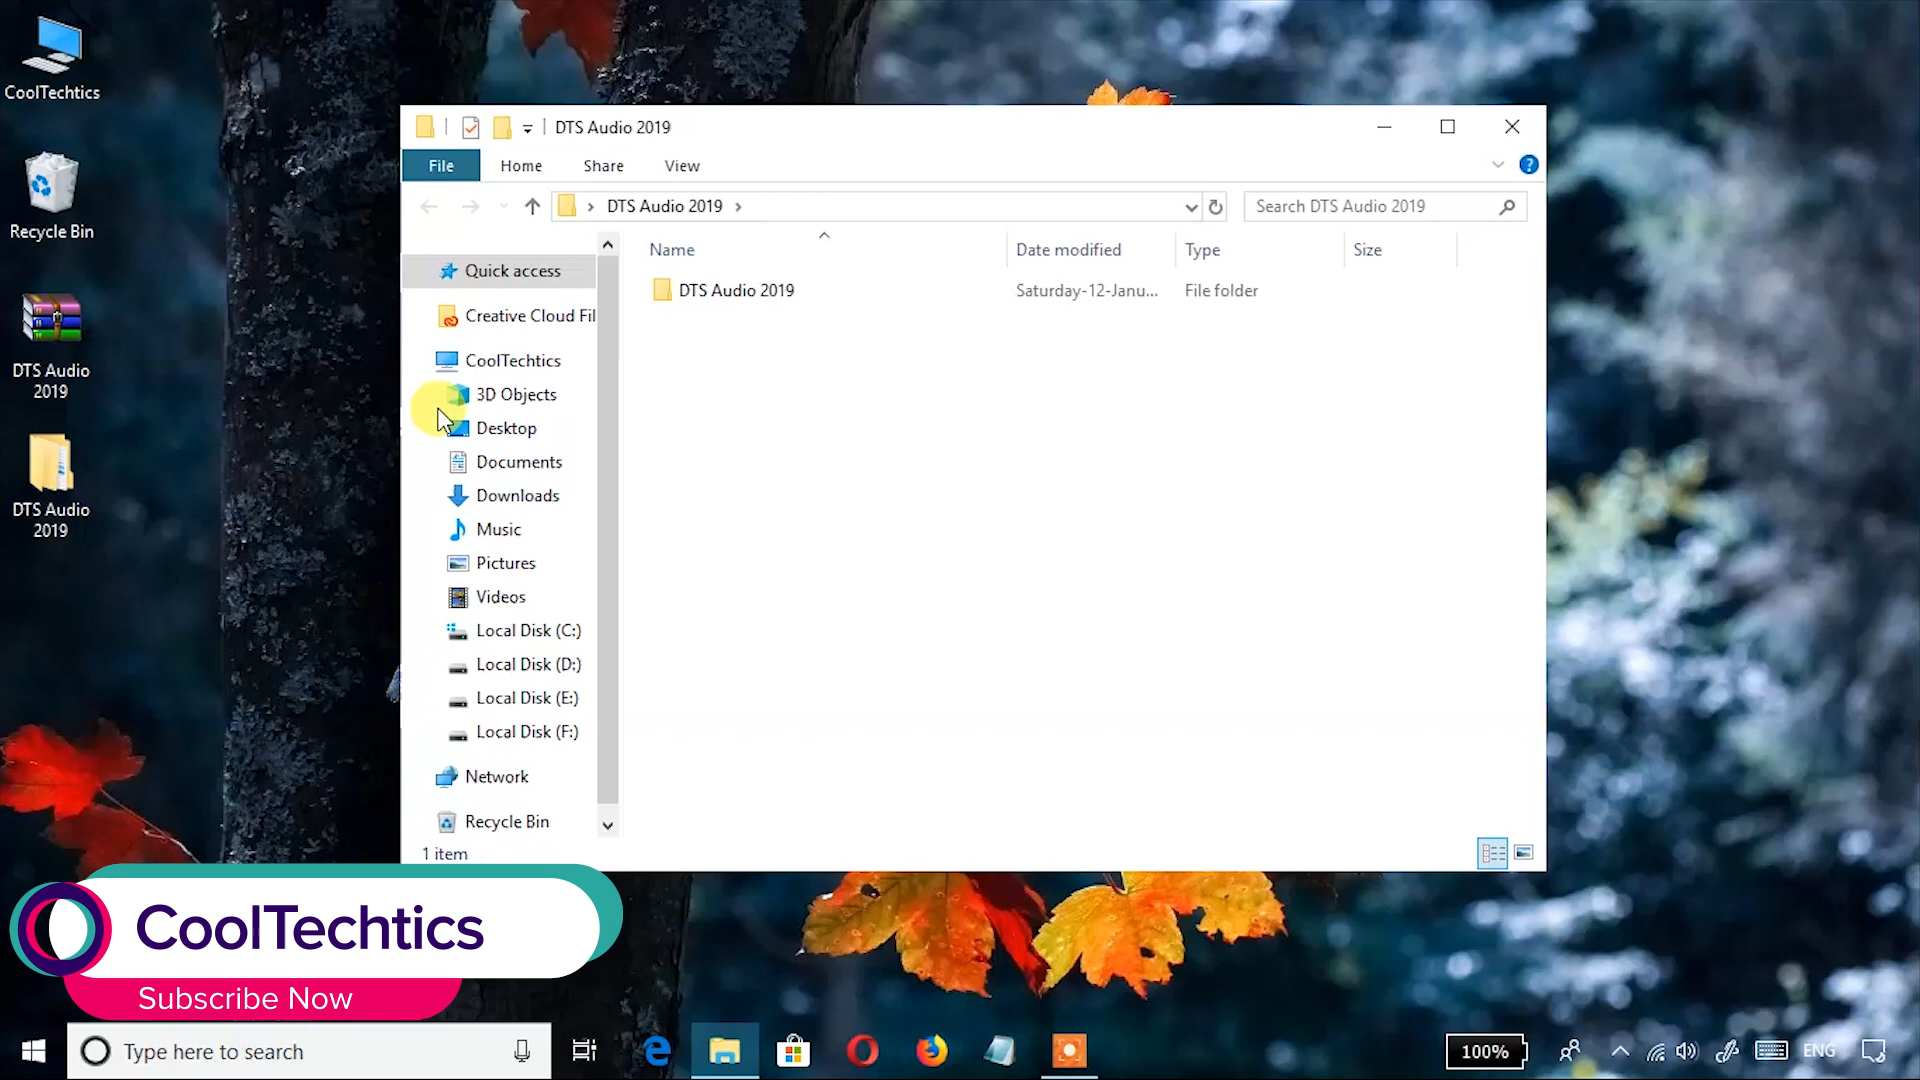 CoolTechtics
Recycle Bin
DTS Audio
2019
DTS Audio
2019
DTS Audio 2019
File
Home
Share
View
DTS Audio 2019
Search DTS Audio 2019
Name
Date modified
Type
Size
DTS Audio 2019
Saturday-12-Janu...
File folder
Quick access
Creative Cloud Fil
CoolTechtics
3D Objects
Desktop
Documents
Downloads
Music
Pictures
Videos
Local Disk (C:)
Local Disk (D:)
Local Disk (E:)
Local Disk (F:)
Network
Recycle Bin
1 item
CoolTechtics
Subscribe Now
Type here to search
100%
ENG